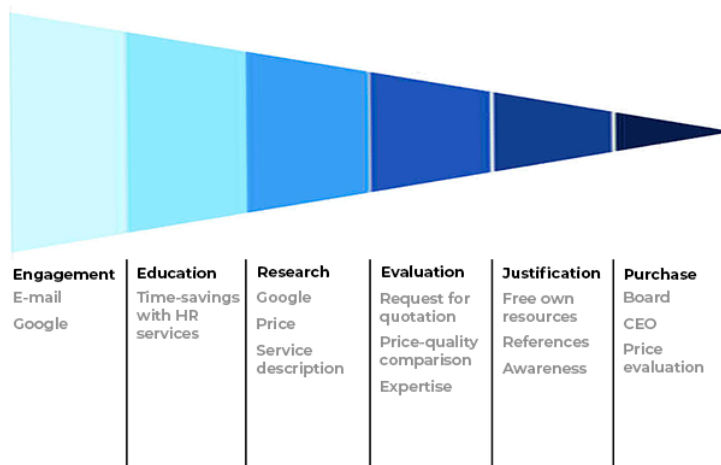 Engagement
E-mail
Google
Education
Time-savings
with HR
services
Research
Google
Price
Service
description
Evaluation
Request for
quotation
Price-quality
comparison
Expertise
Justification
Free own
resources
References
Awareness
Purchase
Board
CEO
Price
evaluation